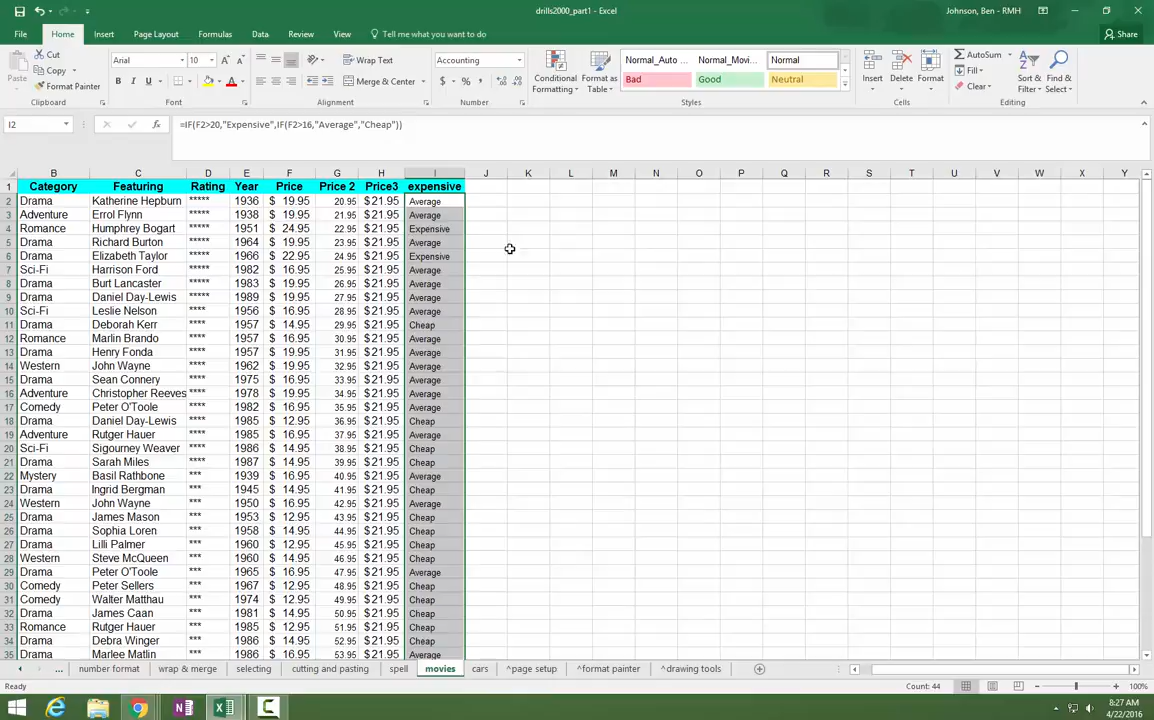 drills2000_part1 - Excel
Johnson, Ben - RMH
File Home Insert Page Layout Formulas Data Review View Tell me what you want to do
Share
Cut
Copy
Format Painter
Paste
Clipboard
Arial 10
B I U
Font
Wrap Text
Merge & Center
Alignment
Accounting
$ % ,
Number
Conditional Formatting
Format as Table
Normal_Auto ... Normal_Movi... Normal
Bad Good Neutral
Styles
Insert Delete Format
Cells
AutoSum
Fill
Clear
Sort & Filter
Find & Select
Editing
I2
=IF(F2>20,"Expensive",IF(F2>16,"Average","Cheap"))
B C D E F G H I J K L M N O P Q R S T U V W X Y
1 Category Featuring Rating Year Price Price 2 Price3 expensive
2 Drama Katherine Hepburn ***** 1936 $ 19.95 20.95 $21.95 Average
3 Adventure Errol Flynn ***** 1938 $ 19.95 21.95 $21.95 Average
4 Romance Humphrey Bogart ***** 1951 $ 24.95 22.95 $21.95 Expensive
5 Drama Richard Burton ***** 1964 $ 19.95 23.95 $21.95 Average
6 Drama Elizabeth Taylor ***** 1966 $ 22.95 24.95 $21.95 Expensive
7 Sci-Fi Harrison Ford ***** 1982 $ 16.95 25.95 $21.95 Average
8 Drama Burt Lancaster ***** 1983 $ 19.95 26.95 $21.95 Average
9 Drama Daniel Day-Lewis ***** 1989 $ 19.95 27.95 $21.95 Average
10 Sci-Fi Leslie Nelson **** 1956 $ 16.95 28.95 $21.95 Average
11 Drama Deborah Kerr **** 1957 $ 14.95 29.95 $21.95 Cheap
12 Romance Marlin Brando **** 1957 $ 16.95 30.95 $21.95 Average
13 Drama Henry Fonda **** 1957 $ 19.95 31.95 $21.95 Average
14 Western John Wayne **** 1962 $ 19.95 32.95 $21.95 Average
15 Drama Sean Connery **** 1975 $ 16.95 33.95 $21.95 Average
16 Adventure Christopher Reeves **** 1978 $ 19.95 34.95 $21.95 Average
17 Comedy Peter O'Toole **** 1982 $ 16.95 35.95 $21.95 Average
18 Drama Daniel Day-Lewis **** 1985 $ 12.95 36.95 $21.95 Cheap
19 Adventure Rutger Hauer **** 1985 $ 16.95 37.95 $21.95 Average
20 Sci-Fi Sigourney Weaver **** 1986 $ 14.95 38.95 $21.95 Cheap
21 Drama Sarah Miles **** 1987 $ 14.95 39.95 $21.95 Cheap
22 Mystery Basil Rathbone *** 1939 $ 16.95 40.95 $21.95 Average
23 Drama Ingrid Bergman *** 1945 $ 14.95 41.95 $21.95 Cheap
24 Western John Wayne *** 1950 $ 16.95 42.95 $21.95 Average
25 Drama James Mason *** 1953 $ 12.95 43.95 $21.95 Cheap
26 Drama Sophia Loren *** 1958 $ 14.95 44.95 $21.95 Cheap
27 Drama Lilli Palmer *** 1960 $ 12.95 45.95 $21.95 Cheap
28 Western Steve McQueen *** 1960 $ 14.95 46.95 $21.95 Cheap
29 Drama Peter O'Toole *** 1965 $ 16.95 47.95 $21.95 Average
30 Comedy Peter Sellers *** 1967 $ 12.95 48.95 $21.95 Cheap
31 Comedy Walter Matthau *** 1974 $ 12.95 49.95 $21.95 Cheap
32 Drama James Caan *** 1981 $ 14.95 50.95 $21.95 Cheap
33 Romance Rutger Hauer *** 1985 $ 12.95 51.95 $21.95 Cheap
34 Drama Debra Winger *** 1986 $ 14.95 52.95 $21.95 Cheap
35 Drama Marlee Matlin *** 1986 $ 16.95 53.95 $21.95 Average
... number format wrap & merge selecting cutting and pasting spell movies cars ^page setup ^format painter ^drawing tools
Ready
Count: 44
100%
8:27 AM
4/22/2016